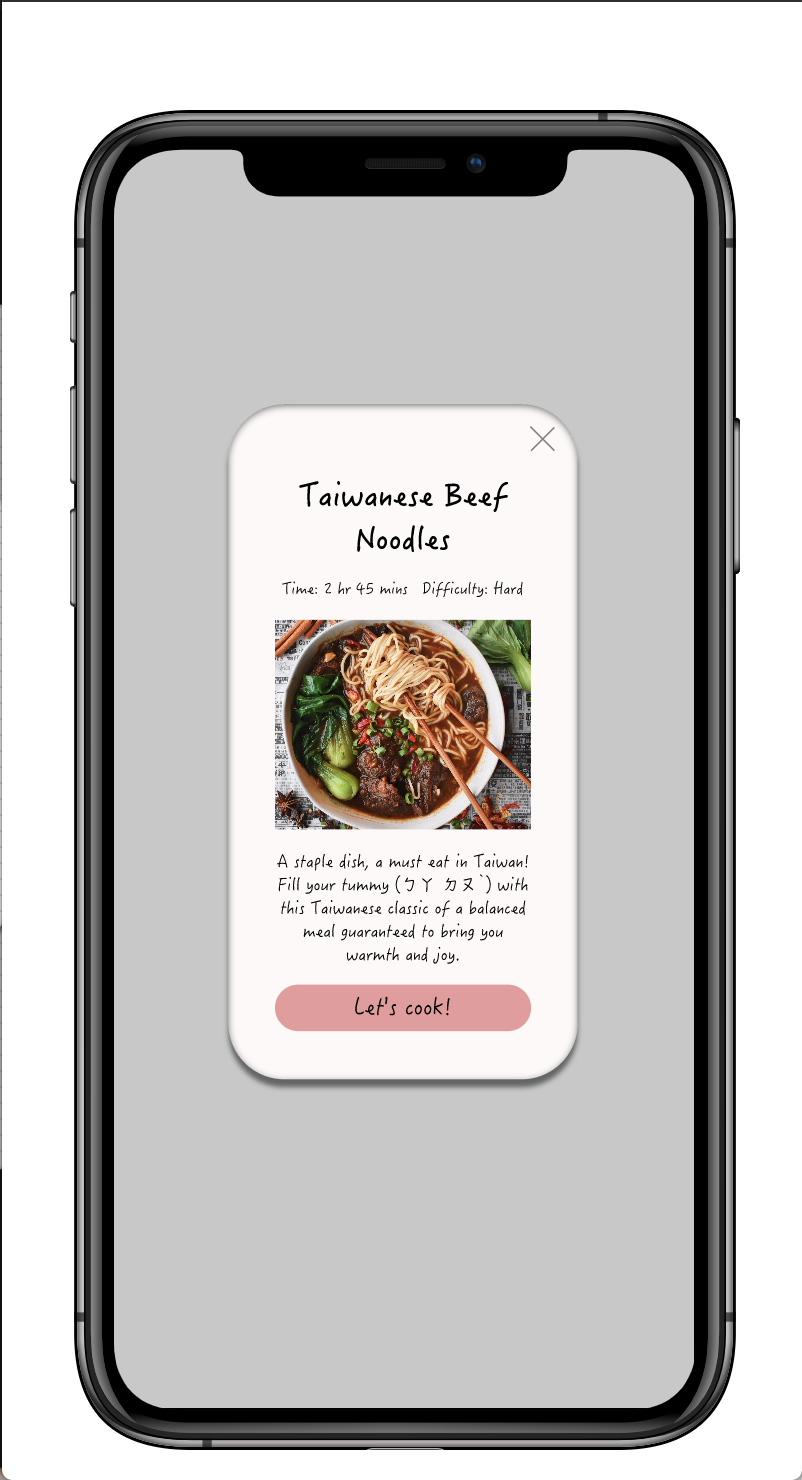 Taiwanese Beef
Noodles
Time: 2 hr 45 mins Difficulty: Hard
A staple dish, a must eat in Taiwan!
Fill your tummy (ㄅㄚ ㄉㄡˋ) with
this Taiwanese classic of a balanced
meal guaranteed to bring you
warmth and joy.
Let's cook!